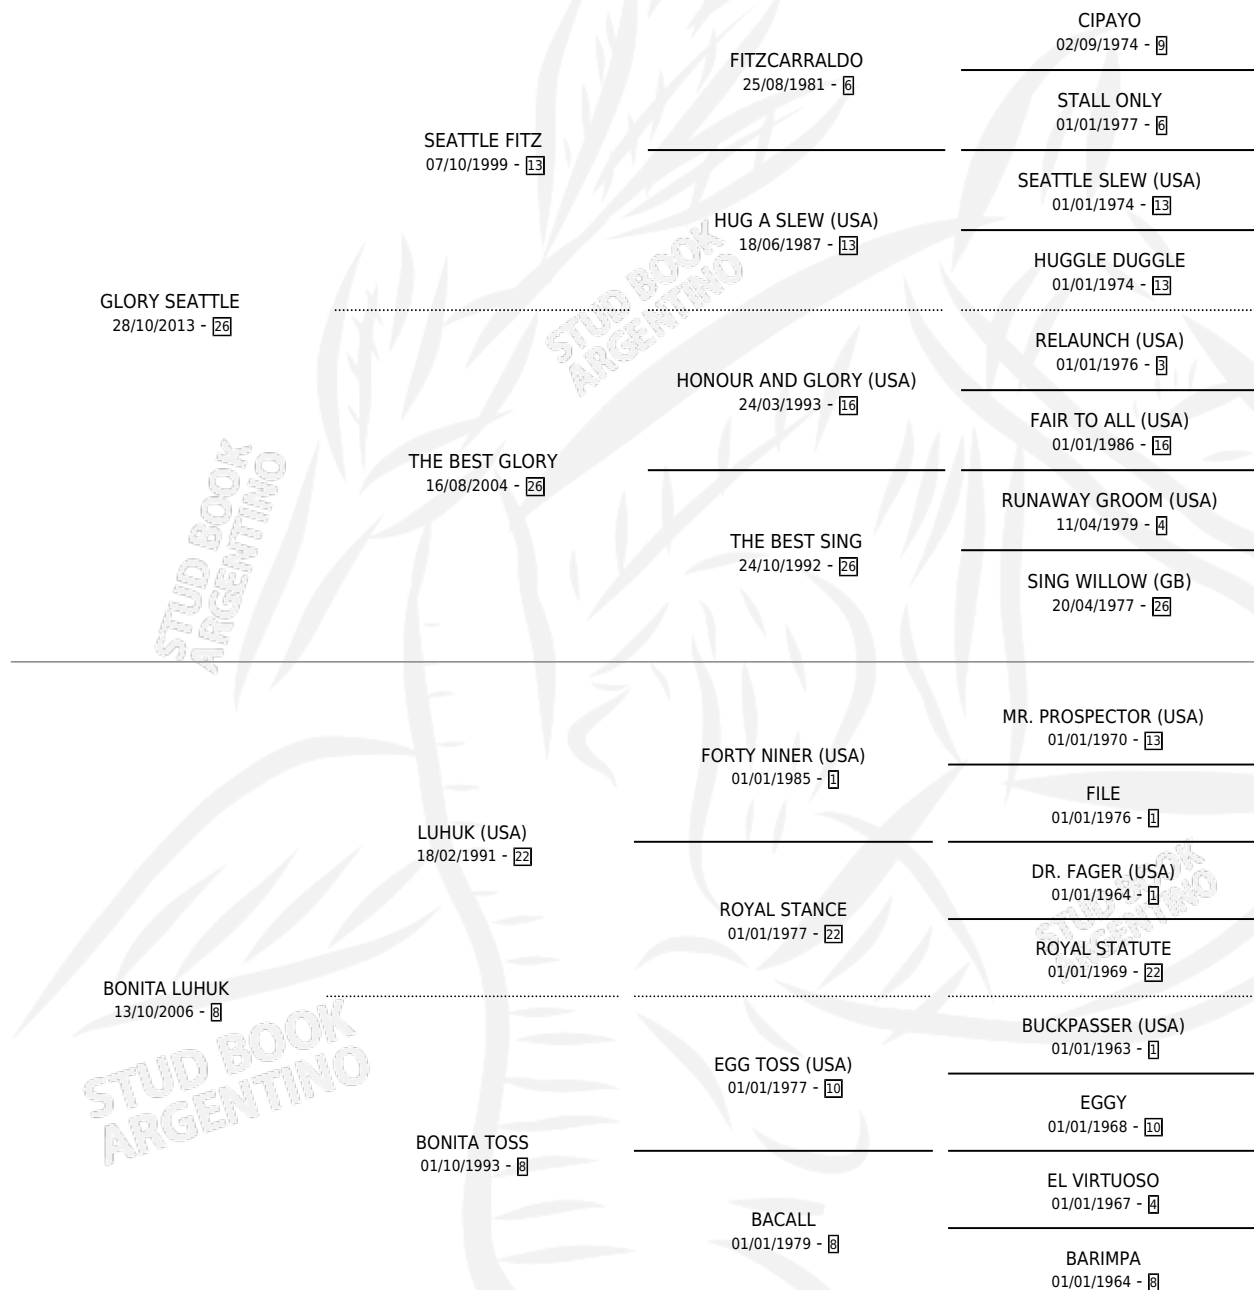 CIPAYO
02/09/1974 - 9
FITZCARRALDO
25/08/1981 - 6
STALL ONLY
01/01/1977 - 6
SEATTLE FITZ
07/10/1999 - 13
SEATTLE SLEW (USA)
01/01/1974 - 13
HUG A SLEW (USA)
18/06/1987 - 13
HUGGLE DUGGLE
01/01/1974 - 13
GLORY SEATTLE
28/10/2013 - 26
RELAUNCH (USA)
01/01/1976 - 3
HONOUR AND GLORY (USA)
24/03/1993 - 16
FAIR TO ALL (USA)
01/01/1986 - 16
THE BEST GLORY
16/08/2004 - 26
RUNAWAY GROOM (USA)
11/04/1979 - 4
THE BEST SING
24/10/1992 - 26
SING WILLOW (GB)
20/04/1977 - 26
MR. PROSPECTOR (USA)
01/01/1970 - 13
FORTY NINER (USA)
01/01/1985 - 1
FILE
01/01/1976 - 1
LUHUK (USA)
18/02/1991 - 22
DR. FAGER (USA)
01/01/1964 - 1
ROYAL STANCE
01/01/1977 - 22
ROYAL STATUTE
01/01/1969 - 22
BONITA LUHUK
13/10/2006 - 8
BUCKPASSER (USA)
01/01/1963 - 1
EGG TOSS (USA)
01/01/1977 - 10
EGGY
01/01/1968 - 10
BONITA TOSS
01/10/1993 - 8
EL VIRTUOSO
01/01/1967 - 4
BACALL
01/01/1979 - 8
BARIMPA
01/01/1964 - 8
STUD BOOK
ARGENTINO
STUD BOOK
ARGENTINO
STUD BOOK
ARGENTINO
STUD BOOK
ARGENTINO